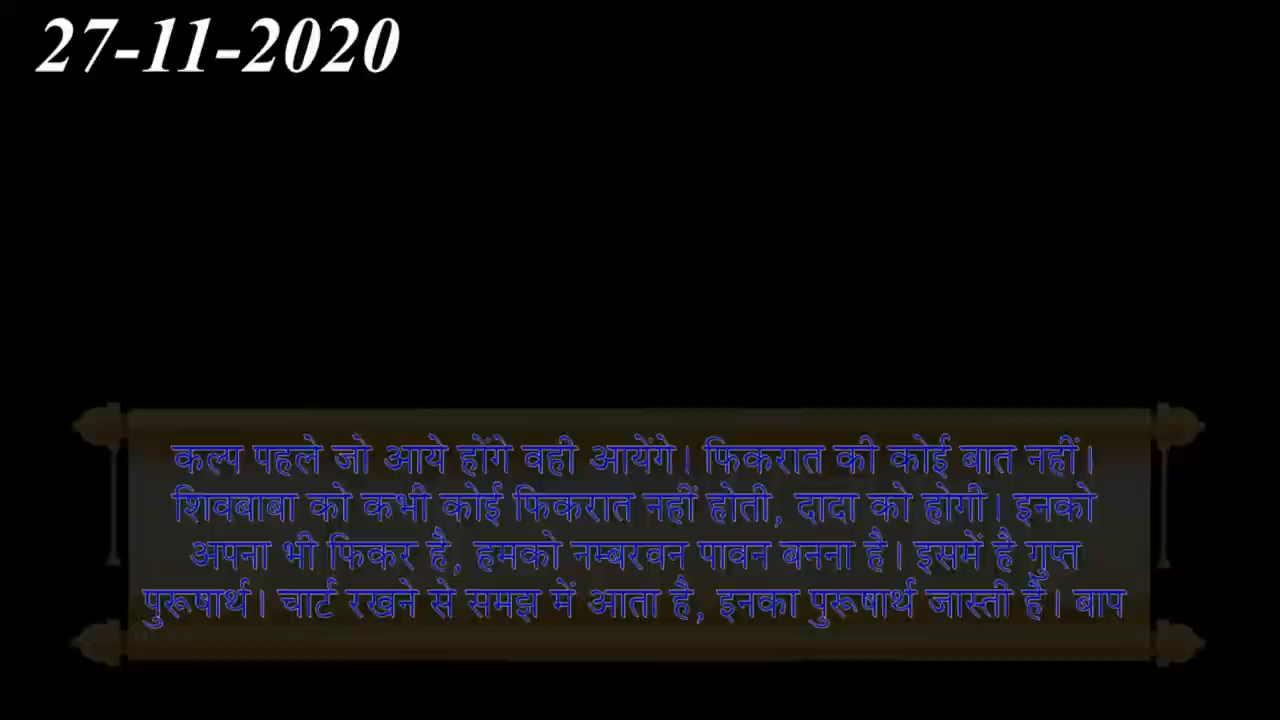 27-11-2020
कल्प पहले जो आये होंगे वही आयेंगे। फिकरात की कोई बात नहीं।
शिवबाबा को कभी कोई फिकरात नहीं होती, दादा को होगी। इनको
अपना भी फिकर है, हमको नम्बरवन पावन बनना है। इसमें है गुप्त
पुरूषार्थ। चार्ट रखने से समझ में आता है, इनका पुरूषार्थ जास्ती है। बाप